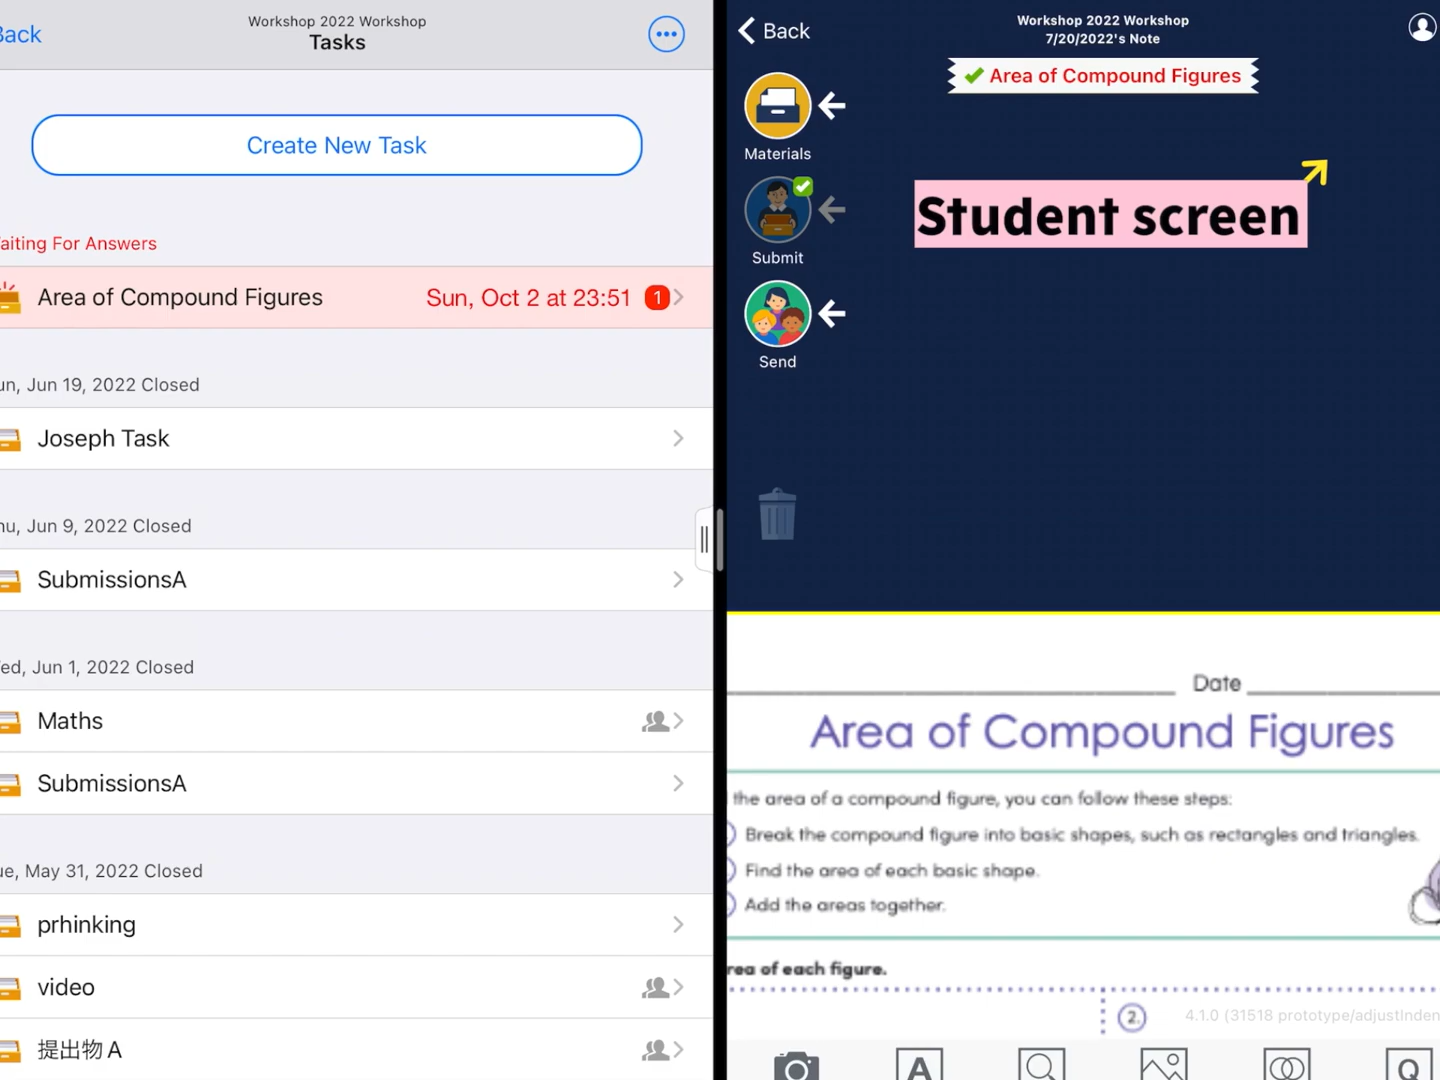 Back
Workshop 2022 Workshop
Tasks
Create New Task
aiting For Answers
Area of Compound Figures
Sun, Oct 2 at 23:51
1
un, Jun 19, 2022 Closed
Joseph Task
hu, Jun 9, 2022 Closed
SubmissionsA
ed, Jun 1, 2022 Closed
Maths
SubmissionsA
ue, May 31, 2022 Closed
prhinking
video
提出物A
Back
Workshop 2022 Workshop
7/20/2022's Note
Area of Compound Figures
Materials
Student screen
Submit
Send
Date
Area of Compound Figures
the area of a compound figure, you can follow these steps:
Break the compound figure into basic shapes, such as rectangles and triangles.
Find the area of each basic shape.
Add the areas together.
rea of each figure.
2.
4.1.0 (31518 prototype/adjustInden
A
Q